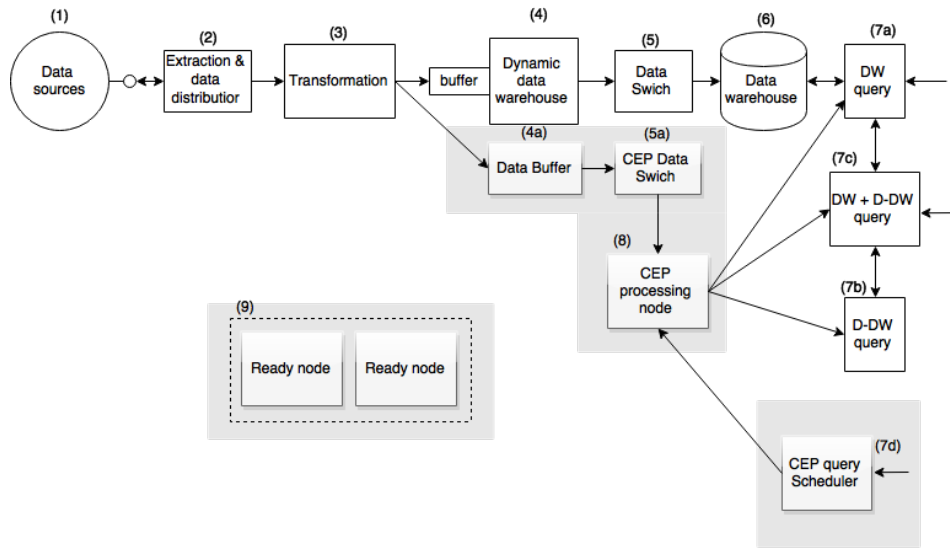 (1)
Data
sources
(2)
Extraction &
data
distributior
(3)
Transformation
(4)
buffer
Dynamic
data
warehouse
(5)
Data
Swich
(6)
Data
warehouse
(7a)
DW
query
(4a)
Data Buffer
(5a)
CEP Data
Swich
(7c)
DW + D-DW
query
(8)
CEP
processing
node
(7b)
D-DW
query
(9)
Ready node
Ready node
(7d)
CEP query
Scheduler